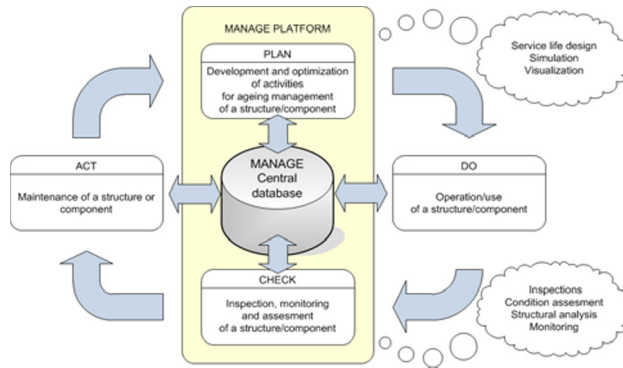 MANAGE PLATFORM
PLAN
Development and optimization
of activities
for ageing management
of a structure/component
Service life design
Simulation
Visualization
ACT
Maintenance of a structure or
component
MANAGE
Central
database
DO
Operation/use
of a structure/component
CHECK
Inspection, monitoring
and assesment
of a structure/component
Inspections
Condition assesment
Structural analysis
Monitoring